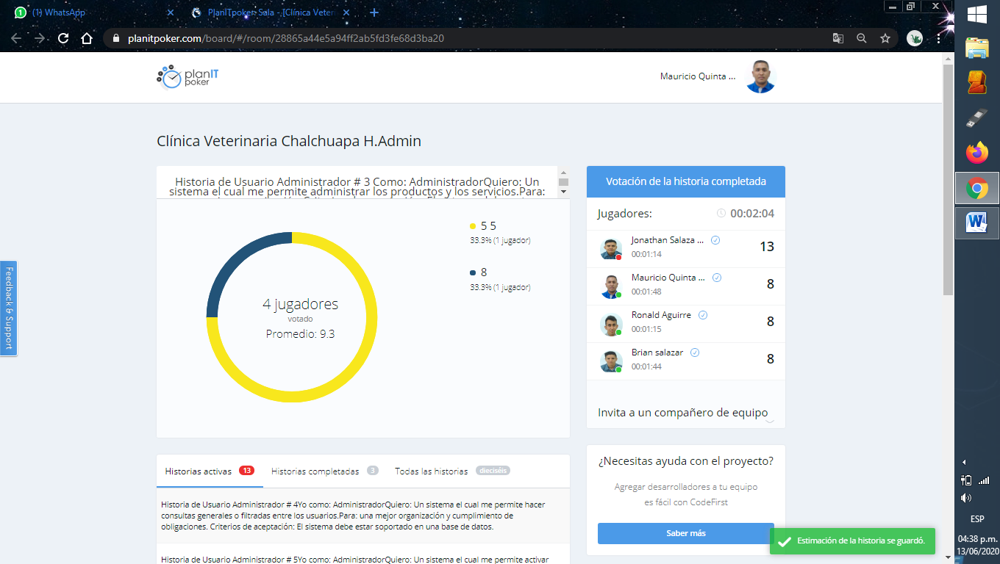 (1) WhatsApp
PlanITpoker: Sala - [Clínica Veter
planitpoker.com/board/#/room/28865a44e5a94ff2ab5fd3fe68d3ba20
planIT
poker
Mauricio Quinta ...
Clínica Veterinaria Chalchuapa H.Admin
Historia de Usuario Administrador # 3 Como: AdministradorQuiero: Un
sistema el cual me permite administrar los productos y los servicios.Para:
5 5
33.3% (1 jugador)
8
33.3% (1 jugador)
4 jugadores
votado
Promedio: 9.3
Votación de la historia completada
Jugadores:
00:02:04
Jonathan Salaza ...
00:01:14
13
Mauricio Quinta ...
00:01:48
8
Ronald Aguirre
00:01:15
8
Brian salazar
00:01:44
8
Invita a un compañero de equipo
Feedback & Support
Historias activas 13
Historias completadas 3
Todas las historias dieciséis
Historia de Usuario Administrador # 4Yo como: AdministradorQuiero: Un sistema el cual me permite hacer
consultas generales o filtradas entre los usuarios.Para: una mejor organización y cumplimiento de
obligaciones. Criterios de aceptación: El sistema debe estar soportado en una base de datos.
Historia de Usuario Administrador # 5Yo como: AdministradorQuiero: Un sistema el cual me permite activar
¿Necesitas ayuda con el proyecto?
Agregar desarrolladores a tu equipo
es fácil con CodeFirst
Saber más
Estimación de la historia se guardó.
ESP
04:38 p.m.
13/06/2020